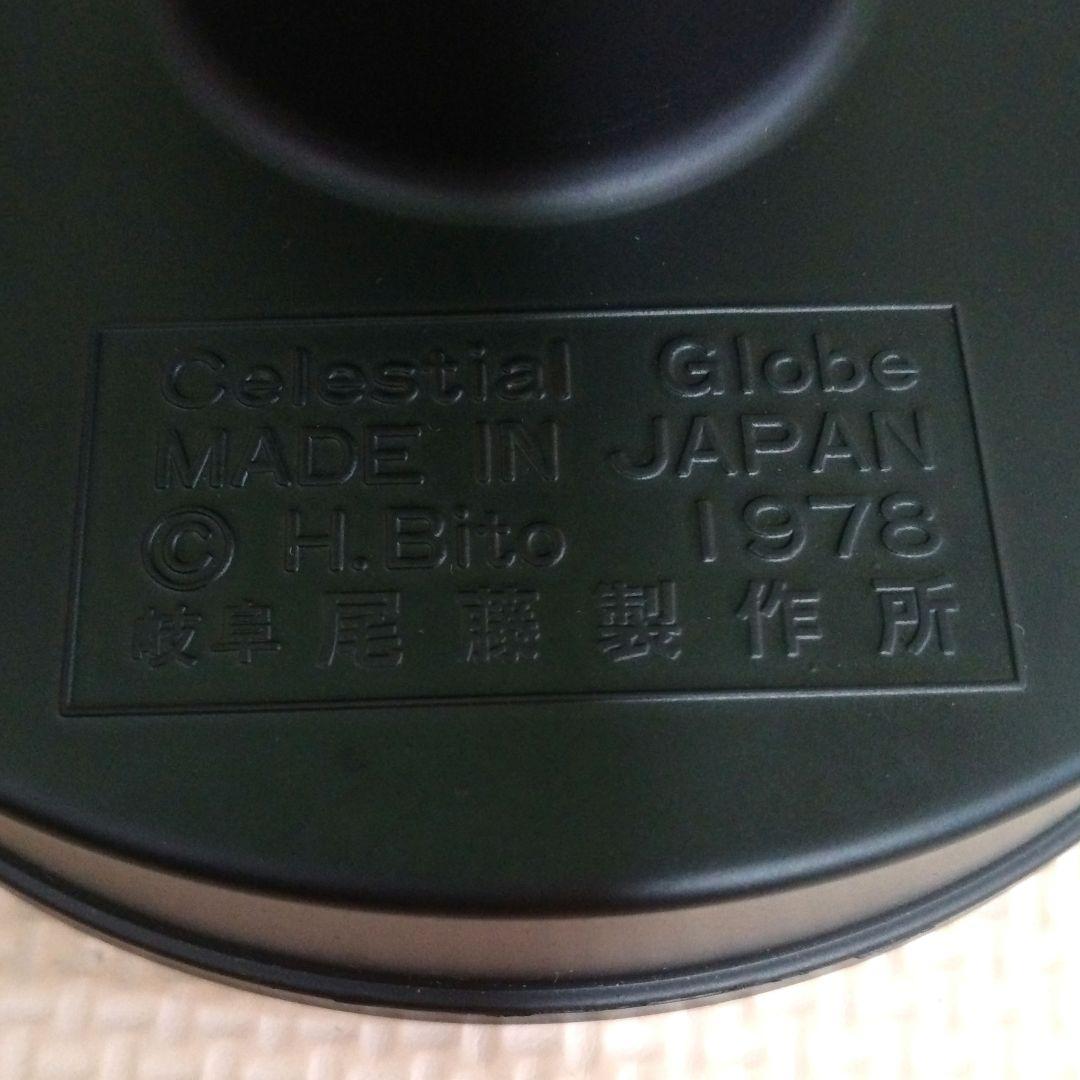 Celestial Globe
MADE IN JAPAN
© H.Bito 1978
岐阜 尾藤製作所